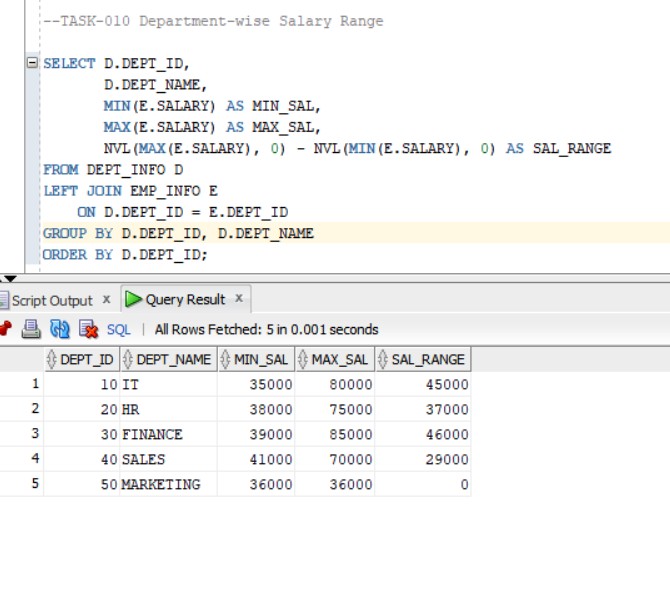 --TASK-010 Department-wise Salary Range
SELECT D.DEPT_ID,
D.DEPT_NAME,
MIN(E.SALARY) AS MIN_SAL,
MAX(E.SALARY) AS MAX_SAL,
NVL(MAX(E.SALARY), 0) - NVL(MIN(E.SALARY), 0) AS SAL_RANGE
FROM DEPT_INFO D
LEFT JOIN EMP_INFO E
ON D.DEPT_ID = E.DEPT_ID
GROUP BY D.DEPT_ID, D.DEPT_NAME
ORDER BY D.DEPT_ID;
Script Output x Query Result x
SQL | All Rows Fetched: 5 in 0.001 seconds
DEPT_ID DEPT_NAME MIN_SAL MAX_SAL SAL_RANGE
1 10 IT 35000 80000 45000
2 20 HR 38000 75000 37000
3 30 FINANCE 39000 85000 46000
4 40 SALES 41000 70000 29000
5 50 MARKETING 36000 36000 0